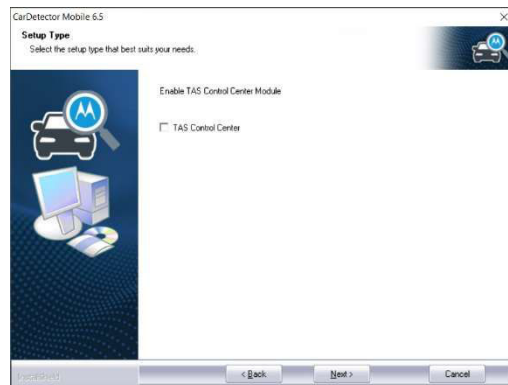 CarDetector Mobile 6.5
Setup Type
Select the setup type that best suits your needs.
Enable TAS Control Center Module
TAS Control Center
InstallShield
< Back
Next >
Cancel